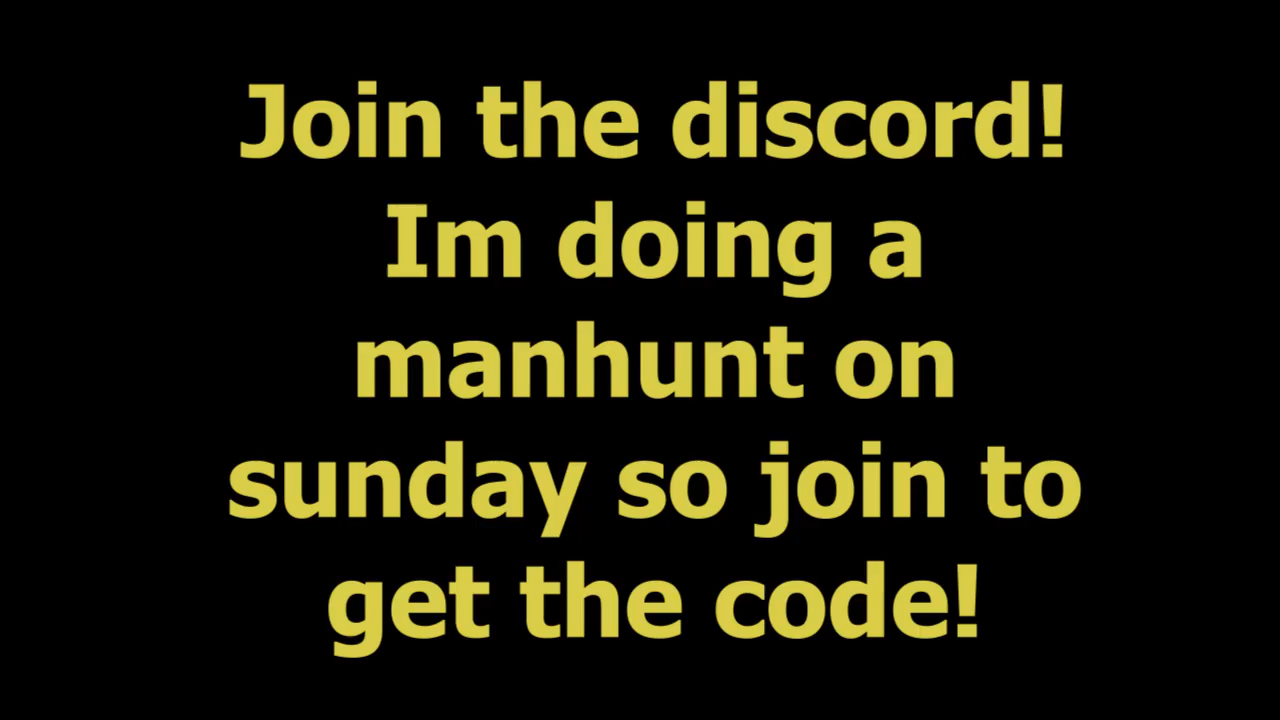 Join the discord!
Im doing a
manhunt on
sunday so join to
get the code!